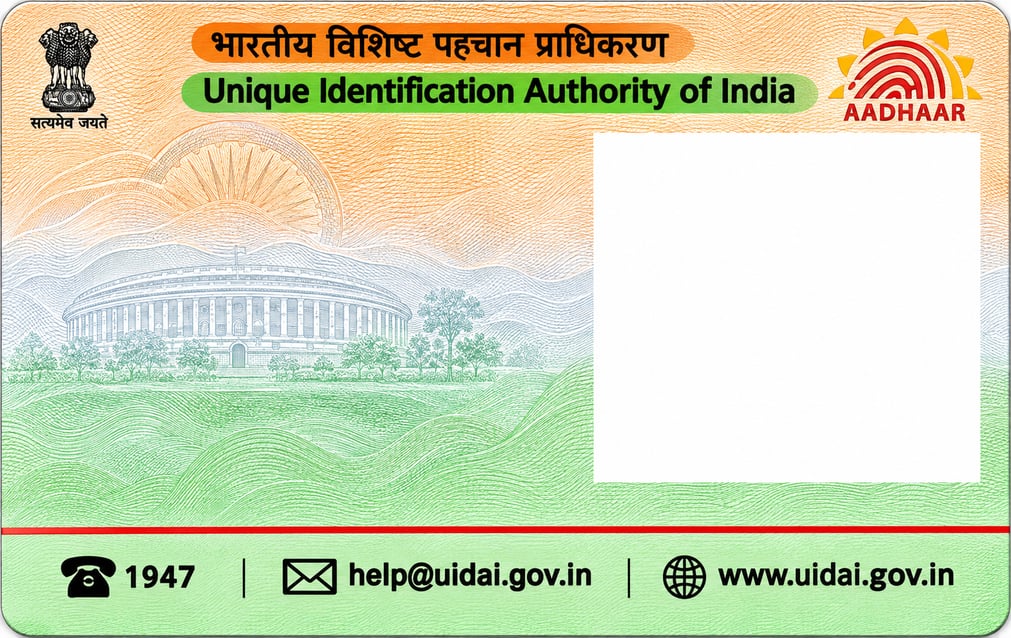 भारतीय विशिष्ट पहचान प्राधिकरण
Unique Identification Authority of India
सत्यमेव जयते
AADHAAR
1947 | help@uidai.gov.in | www.uidai.gov.in